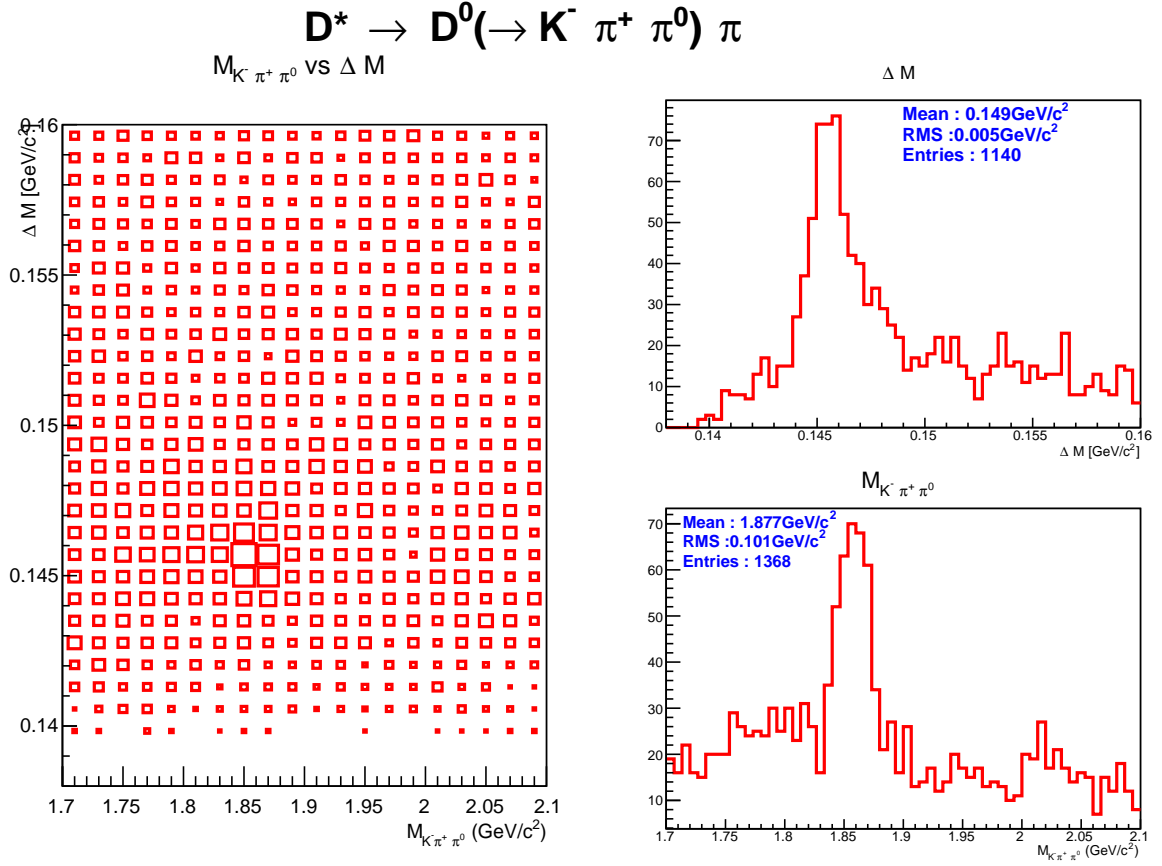 D* → D⁰(→ K⁻ π⁺ π⁰) π
M K⁻ π⁺ π⁰ vs Δ M
Δ M [GeV/c²]
0.16
0.155
0.15
0.145
0.14
1.7 1.75 1.8 1.85 1.9 1.95 2 2.05 2.1
M K⁻π⁺ π⁰ (GeV/c²)
Δ M
Mean : 0.149GeV/c²
RMS :0.005GeV/c²
Entries : 1140
70
60
50
40
30
20
10
0
0.14 0.145 0.15 0.155 0.16
Δ M [GeV/c²]
M K⁻ π⁺ π⁰
Mean : 1.877GeV/c²
RMS :0.101GeV/c²
Entries : 1368
70
60
50
40
30
20
10
1.7 1.75 1.8 1.85 1.9 1.95 2 2.05 2.1
M K⁻π⁺ π⁰ (GeV/c²)